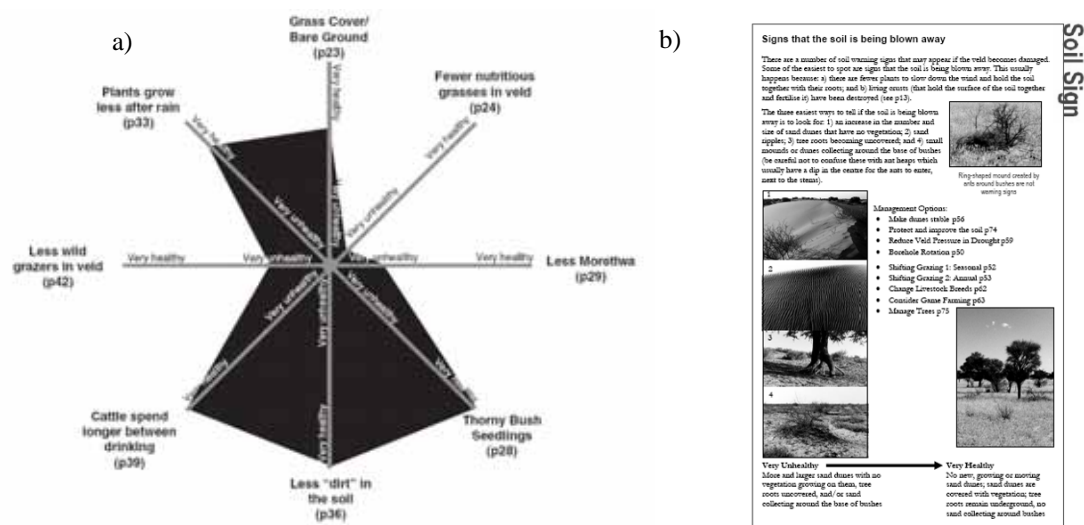 a)
Grass Cover/
Bare Ground
(p23)
Very healthy
Very unhealthy
Fewer nutritious
grasses in veld
(p24)
Very healthy
Very unhealthy
Less Moretlwa
(p29)
Very healthy
Very unhealthy
Thorny Bush
Seedlings
(p28)
Very healthy
Very unhealthy
Less "dirt" in
the soil
(p36)
Very healthy
Very unhealthy
Cattle spend
longer between
drinking
(p39)
Very healthy
Very unhealthy
Less wild
grazers in veld
(p42)
Very healthy
Very unhealthy
Plants grow
less after rain
(p33)
Very healthy
Very unhealthy
b)
Soil Sign
Signs that the soil is being blown away
There are a number of soil warning signs that may appear if the veld becomes damaged.
Some of the easiest to spot are signs that the soil is being blown away. This usually
happens because: a) there are fewer plants to slow down the wind and hold the soil
together with their roots; and b) living crusts (that hold the surface of the soil together
and fertilise it) have been destroyed (see p13).
The three easiest ways to tell if the soil is being blown
away is to look for: 1) an increase in the number and
size of sand dunes that have no vegetation; 2) sand
ripples; 3) tree roots becoming uncovered; and 4) small
mounds or dunes collecting around the base of bushes
(be careful not to confuse these with ant heaps which
usually have a dip in the centre for the ants to enter,
next to the stems).
Ring-shaped mound created by
ants around bushes are not
warning signs
1
2
3
4
Management Options:
• Make dunes stable p56
• Protect and improve the soil p74
• Reduce Veld Pressure in Drought p59
• Borehole Rotation p50
• Shifting Grazing 1: Seasonal p52
• Shifting Grazing 2: Annual p53
• Change Livestock Breeds p62
• Consider Game Farming p63
• Manage Trees p75
Very Unhealthy
More and larger sand dunes with no
vegetation growing on them, tree
roots uncovered, and/or sand
collecting around the base of bushes
Very Healthy
No new, growing or moving
sand dunes; sand dunes are
covered with vegetation; tree
roots remain underground, no
sand collecting around bushes